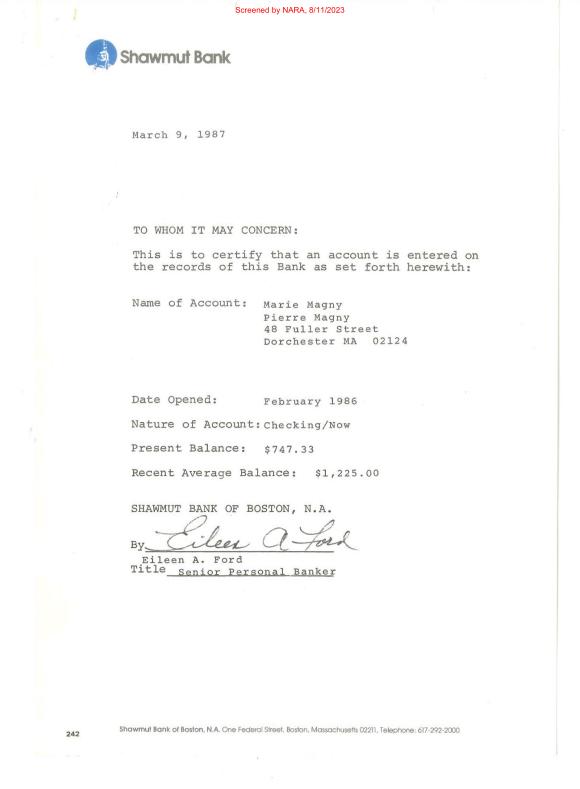 Screened by NARA, 8/11/2023
Shawmut Bank
March 9, 1987
TO WHOM IT MAY CONCERN:
This is to certify that an account is entered on
the records of this Bank as set forth herewith:
Name of Account: Marie Magny
Pierre Magny
48 Fuller Street
Dorchester MA 02124
Date Opened: February 1986
Nature of Account: Checking/Now
Present Balance: $747.33
Recent Average Balance: $1,225.00
SHAWMUT BANK OF BOSTON, N.A.
By Eileen A Ford
Eileen A. Ford
Title Senior Personal Banker
242 Shawmut Bank of Boston, N.A. One Federal Street, Boston, Massachusetts 02211, Telephone: 617-292-2000